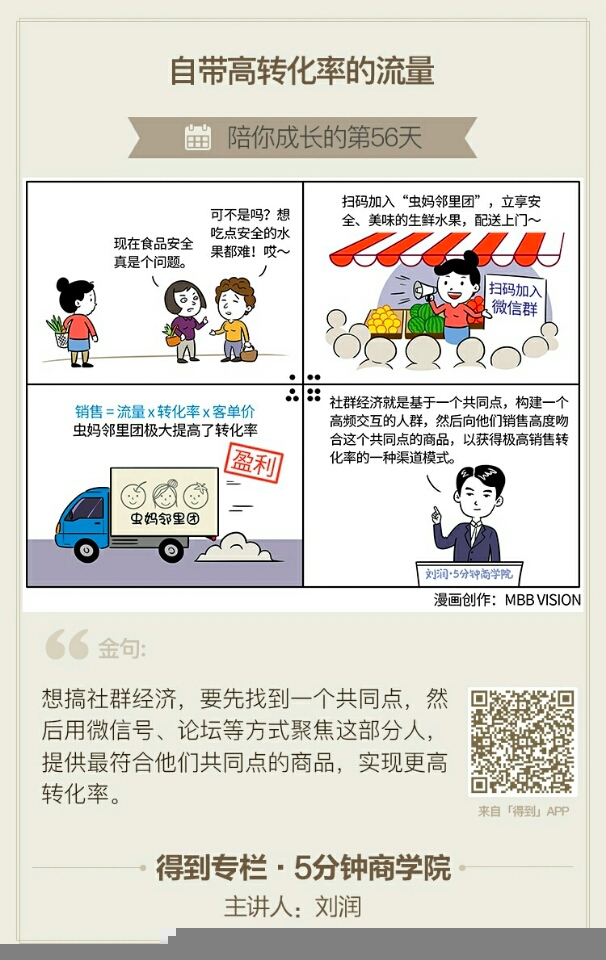 自带高转化率的流量
陪你成长的第56天
现在食品安全
真是个问题。
可不是吗？想
吃点安全的水
果都难！哎～
扫码加入“虫妈邻里团”，立享安
全、美味的生鲜水果，配送上门～
扫码加入
微信群
销售=流量x转化率x客单价
虫妈邻里团极大提高了转化率
盈利
虫妈邻里团
社群经济就是基于一个共同点，构建一个
高频交互的人群，然后向他们销售高度吻
合这个共同点的商品，以获得极高销售转
化率的一种渠道模式。
刘润·5分钟商学院
漫画创作：MBB VISION
金句:
想搞社群经济，要先找到一个共同点，然
后用微信号、论坛等方式聚焦这部分人，
提供最符合他们共同点的商品，实现更高
转化率。
来自「得到」APP
得到专栏·5分钟商学院
主讲人：刘润